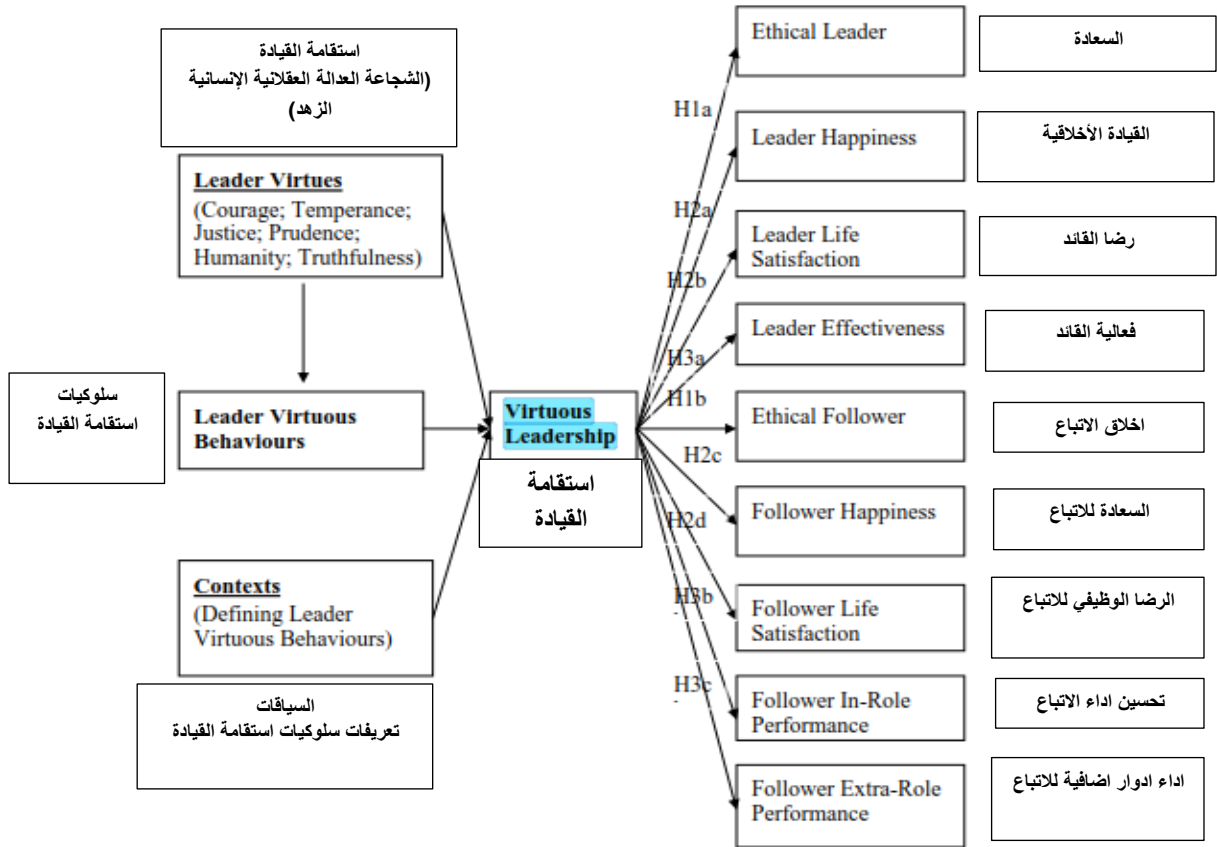 استقامة القيادة
(الشجاعة العدالة العقلانية الإنسانية
الزهد)
Leader Virtues
(Courage; Temperance;
Justice; Prudence;
Humanity; Truthfulness)
سلوكيات
استقامة القيادة
Leader Virtuous
Behaviours
Contexts
(Defining Leader
Virtuous Behaviours)
السياقات
تعريفات سلوكيات استقامة القيادة
Virtuous
Leadership
استقامة
القيادة
H1a
H2a
H2b
H3a
H1b
H2c
H2d
H3b
H3c
Ethical Leader
السعادة
Leader Happiness
القيادة الأخلاقية
Leader Life
Satisfaction
رضا القائد
Leader Effectiveness
فعالية القائد
Ethical Follower
اخلاق الاتباع
Follower Happiness
السعادة للاتباع
Follower Life
Satisfaction
الرضا الوظيفي للاتباع
Follower In-Role
Performance
تحسين اداء الاتباع
Follower Extra-Role
Performance
اداء ادوار اضافية للاتباع